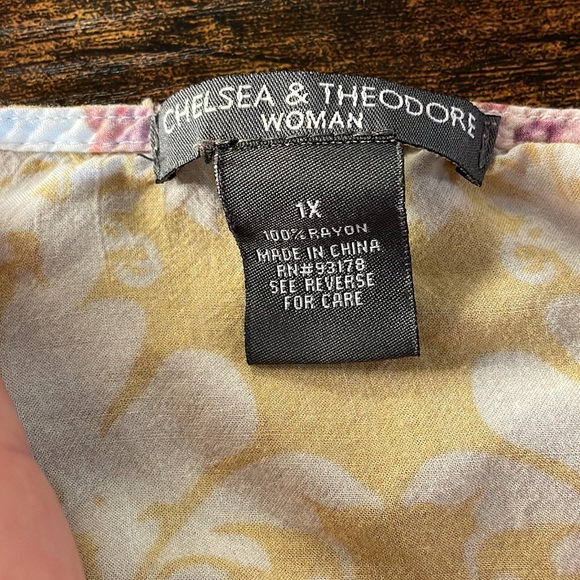 CHELSEA & THEODORE
WOMAN
1X
100% RAYON
MADE IN CHINA
RN#93178
SEE REVERSE
FOR CARE